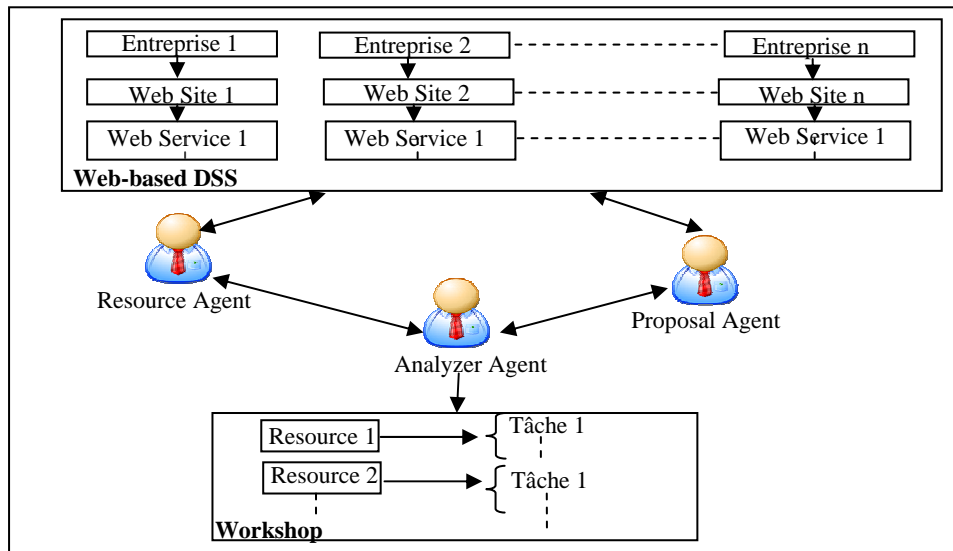 Entreprise 1
Entreprise 2
Entreprise n
Web Site 1
Web Site 2
Web Site n
Web Service 1
Web Service 1
Web Service 1
Web-based DSS
Resource Agent
Proposal Agent
Analyzer Agent
Resource 1
Tâche 1
Resource 2
Tâche 1
Workshop